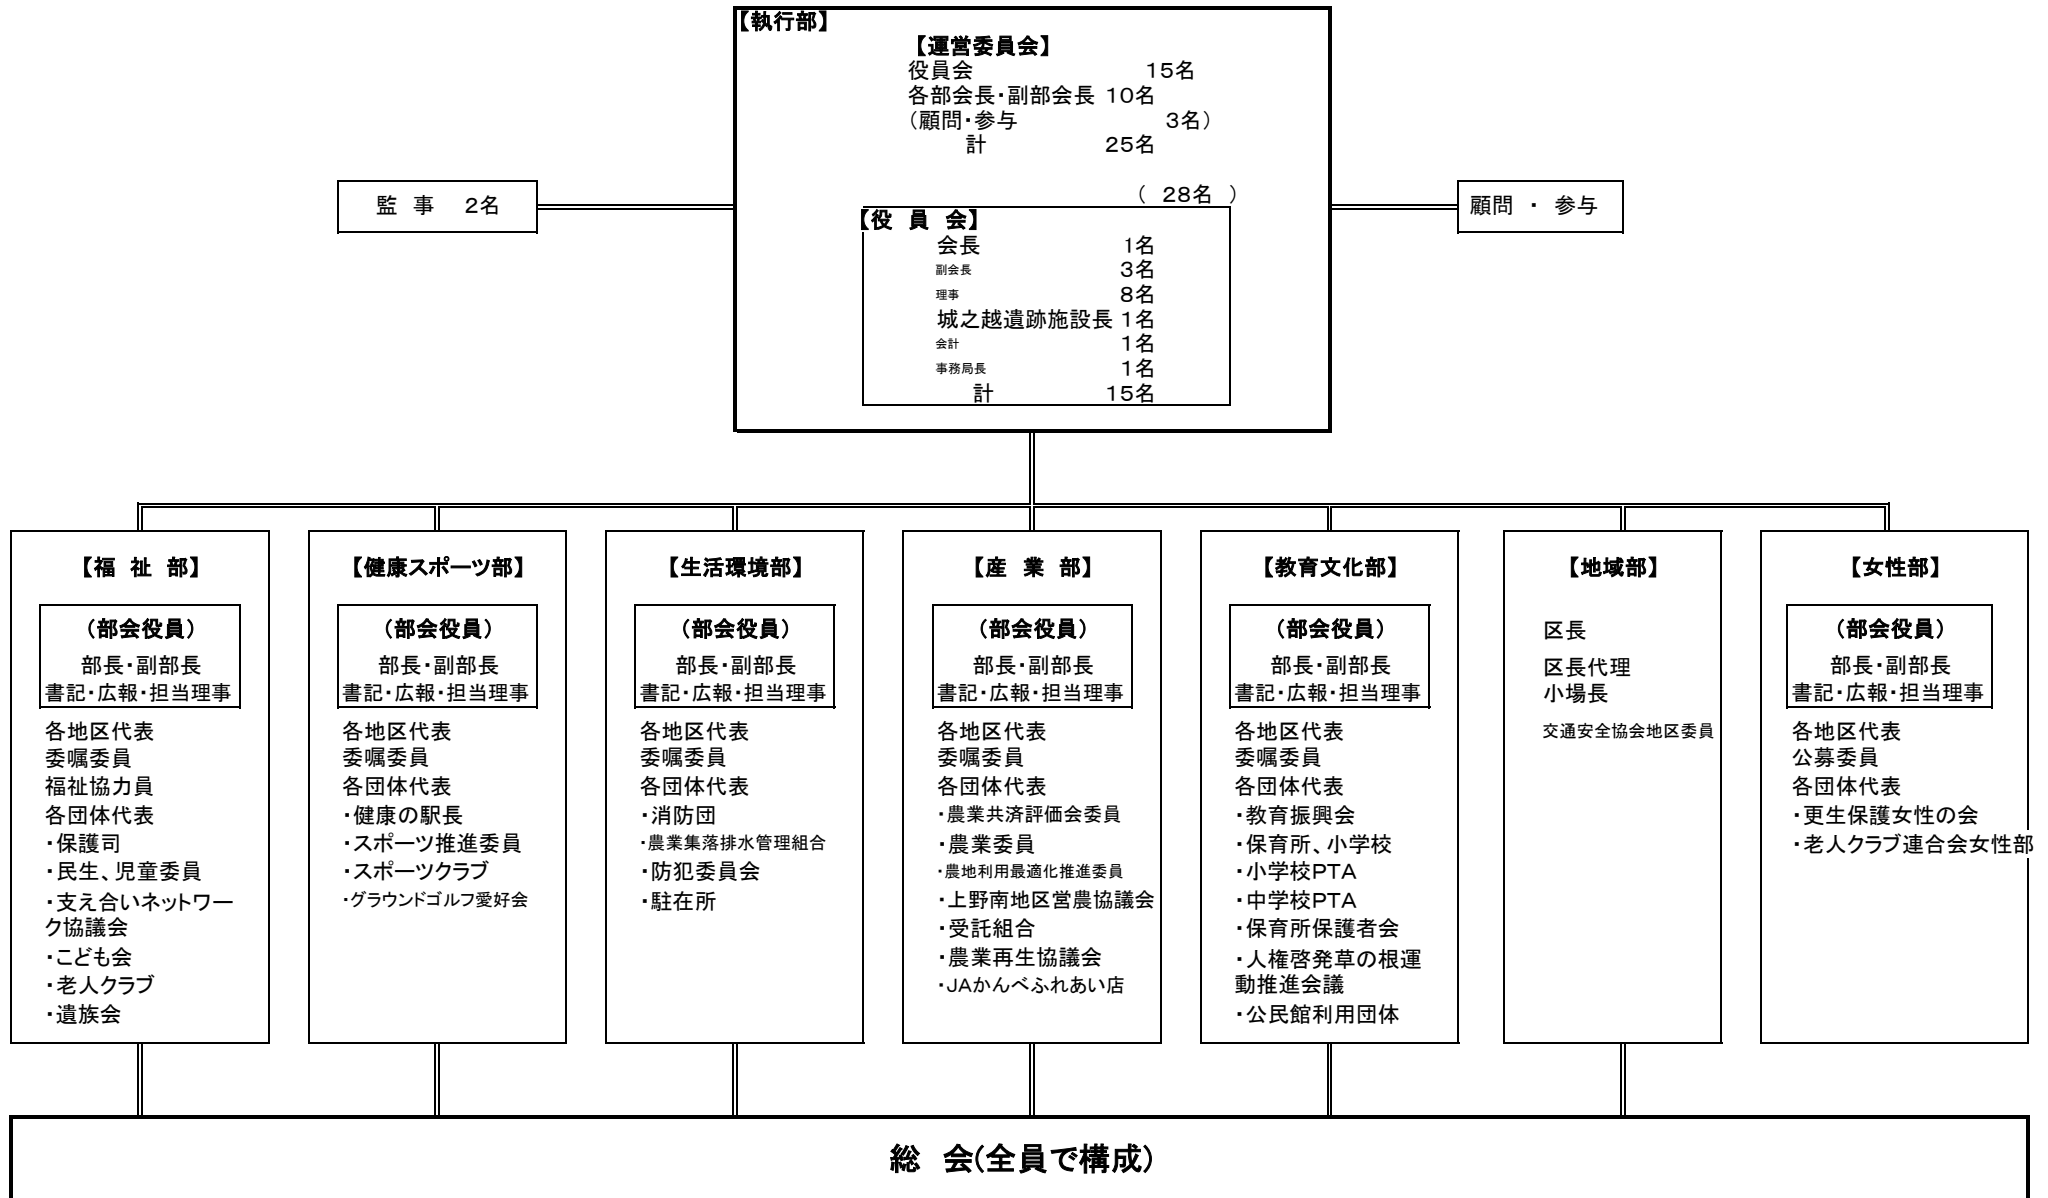 【執行部】
【運営委員会】
役員会 15名
各部会長・副部会長 10名
(顧問・参与 3名)
計 25名
( 28名 )
監 事 2名
顧問 ・ 参与
【役 員 会】
会長 1名
副会長 3名
理事 8名
城之越遺跡施設長 1名
会計 1名
事務局長 1名
計 15名
【福 祉 部】
(部会役員)
部長・副部長
書記・広報・担当理事
各地区代表
委嘱委員
福祉協力員
各団体代表
・保護司
・民生、児童委員
・支え合いネットワー
ク協議会
・こども会
・老人クラブ
・遺族会
【健康スポーツ部】
(部会役員)
部長・副部長
書記・広報・担当理事
各地区代表
委嘱委員
各団体代表
・健康の駅長
・スポーツ推進委員
・スポーツクラブ
・グラウンドゴルフ愛好会
【生活環境部】
(部会役員)
部長・副部長
書記・広報・担当理事
各地区代表
委嘱委員
各団体代表
・消防団
・農業集落排水管理組合
・防犯委員会
・駐在所
【産 業 部】
(部会役員)
部長・副部長
書記・広報・担当理事
各地区代表
委嘱委員
各団体代表
・農業共済評価会委員
・農業委員
・農地利用最適化推進委員
・上野南地区営農協議会
・受託組合
・農業再生協議会
・JAかんべふれあい店
【教育文化部】
(部会役員)
部長・副部長
書記・広報・担当理事
各地区代表
委嘱委員
各団体代表
・教育振興会
・保育所、小学校
・小学校PTA
・中学校PTA
・保育所保護者会
・人権啓発草の根運
動推進会議
・公民館利用団体
【地域部】
区長
区長代理
小場長
交通安全協会地区委員
【女性部】
(部会役員)
部長・副部長
書記・広報・担当理事
各地区代表
公募委員
各団体代表
・更生保護女性の会
・老人クラブ連合会女性部
総 会(全員で構成)